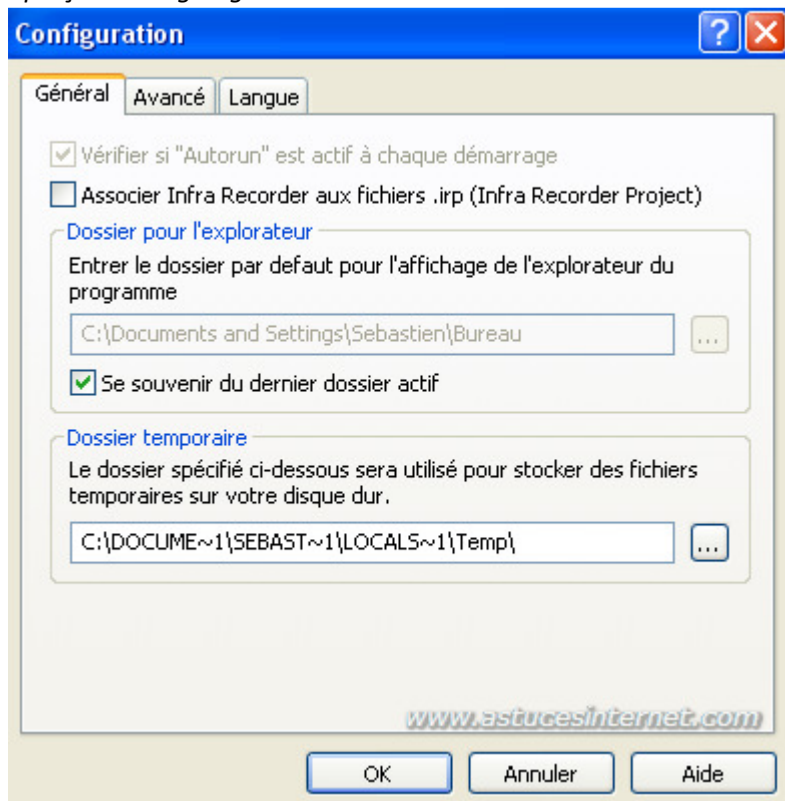 Configuration
Général Avancé Langue
Vérifier si "Autorun" est actif à chaque démarrage
Associer Infra Recorder aux fichiers .irp (Infra Recorder Project)
Dossier pour l'explorateur
Entrer le dossier par defaut pour l'affichage de l'explorateur du
programme
C:\Documents and Settings\Sebastien\Bureau
...
Se souvenir du dernier dossier actif
Dossier temporaire
Le dossier spécifié ci-dessous sera utilisé pour stocker des fichiers
temporaires sur votre disque dur.
C:\DOCUME~1\SEBAST~1\LOCALS~1\Temp\
...
www.astucesinternet.com
OK Annuler Aide